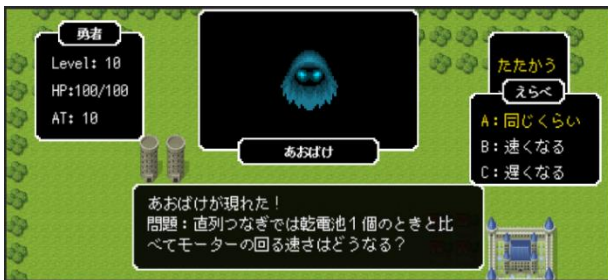 勇者
Level: 10
HP:100/100
AT: 10
あおばけ
たたかう
えらべ
A:同じくらい
B:速くなる
C:遅くなる
あおばけが現れた!
問題:直列つなぎでは乾電池1個のときと比
べてモーターの回る速さはどうなる?